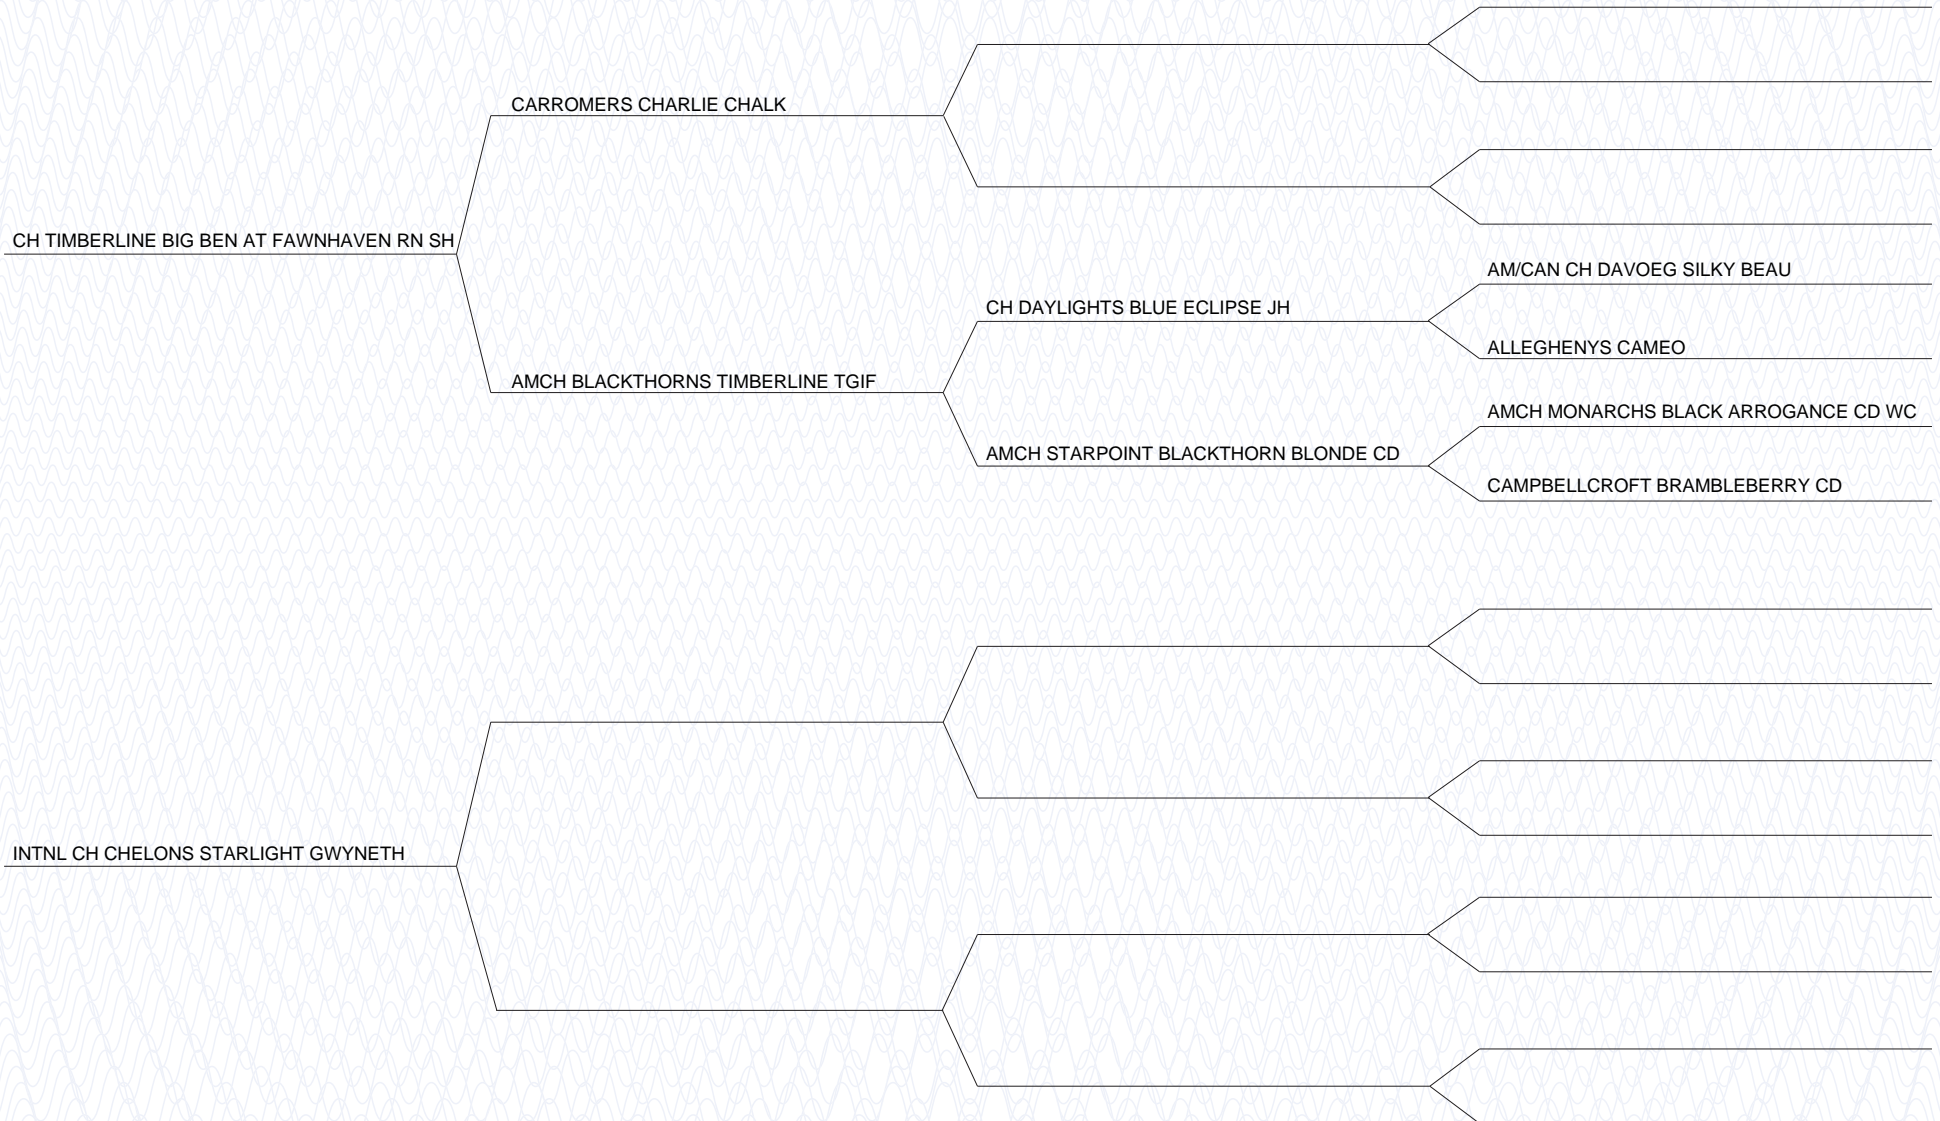 CARROMERS CHARLIE CHALK
CH TIMBERLINE BIG BEN AT FAWNHAVEN RN SH
AM/CAN CH DAVOEG SILKY BEAU
CH DAYLIGHTS BLUE ECLIPSE JH
ALLEGHENYS CAMEO
AMCH BLACKTHORNS TIMBERLINE TGIF
AMCH MONARCHS BLACK ARROGANCE CD WC
AMCH STARPOINT BLACKTHORN BLONDE CD
CAMPBELLCROFT BRAMBLEBERRY CD
INTNL CH CHELONS STARLIGHT GWYNETH